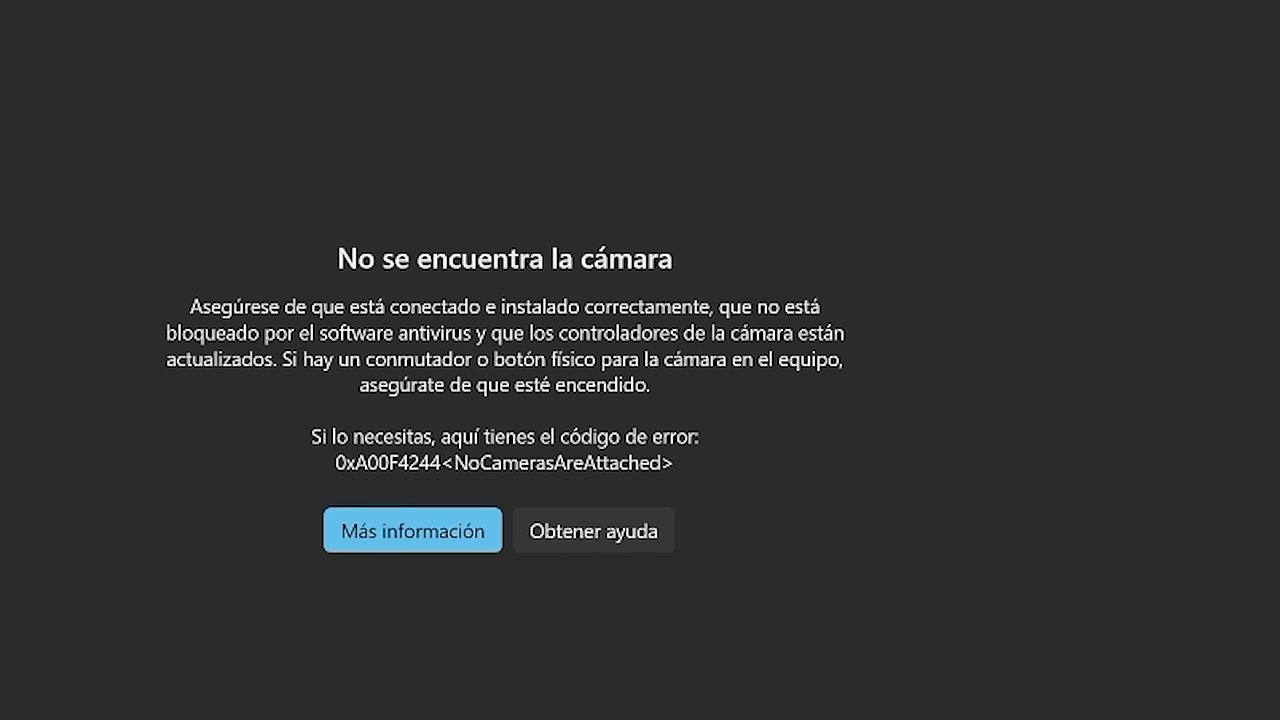 No se encuentra la cámara
Asegúrese de que está conectado e instalado correctamente, que no está
bloqueado por el software antivirus y que los controladores de la cámara están
actualizados. Si hay un conmutador o botón físico para la cámara en el equipo,
asegúrate de que esté encendido.
Si lo necesitas, aquí tienes el código de error:
0xA00F4244<NoCamerasAreAttached>
Más información
Obtener ayuda